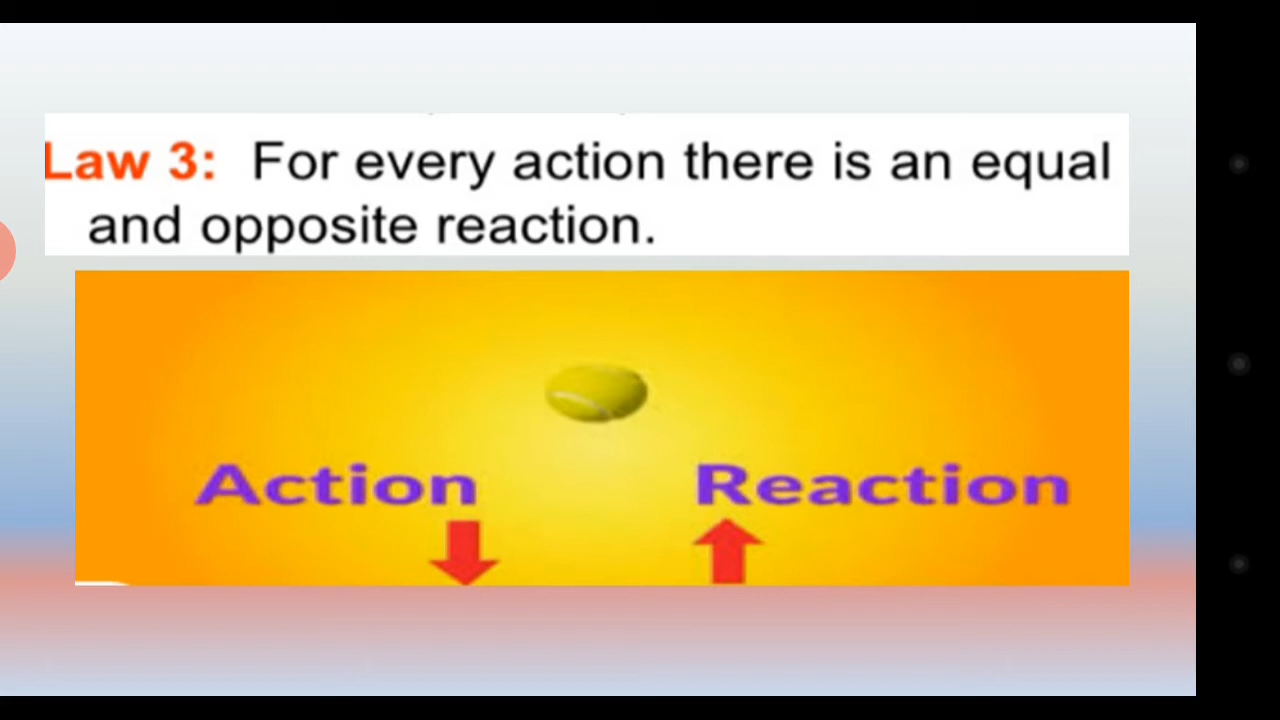 Law 3: For every action there is an equal
and opposite reaction.
Action Reaction